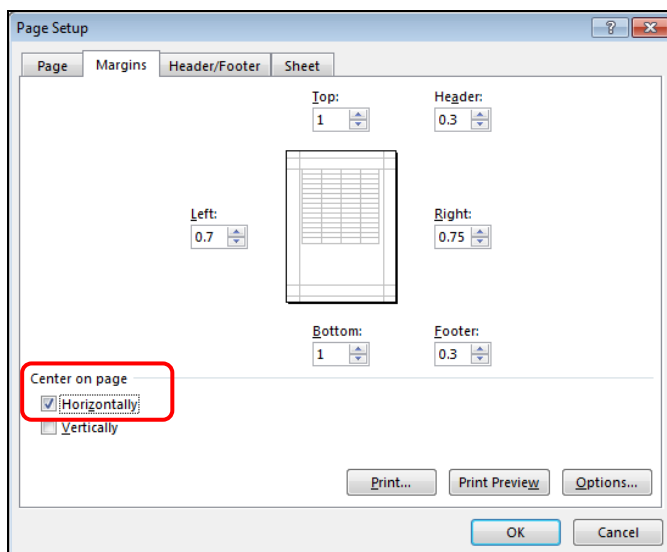 Page Setup
Page Margins Header/Footer Sheet
Top: Header:
1 0.3
Left: Right:
0.7 0.75
Bottom: Footer:
1 0.3
Center on page
Horizontally
Vertically
Print... Print Preview Options...
OK Cancel